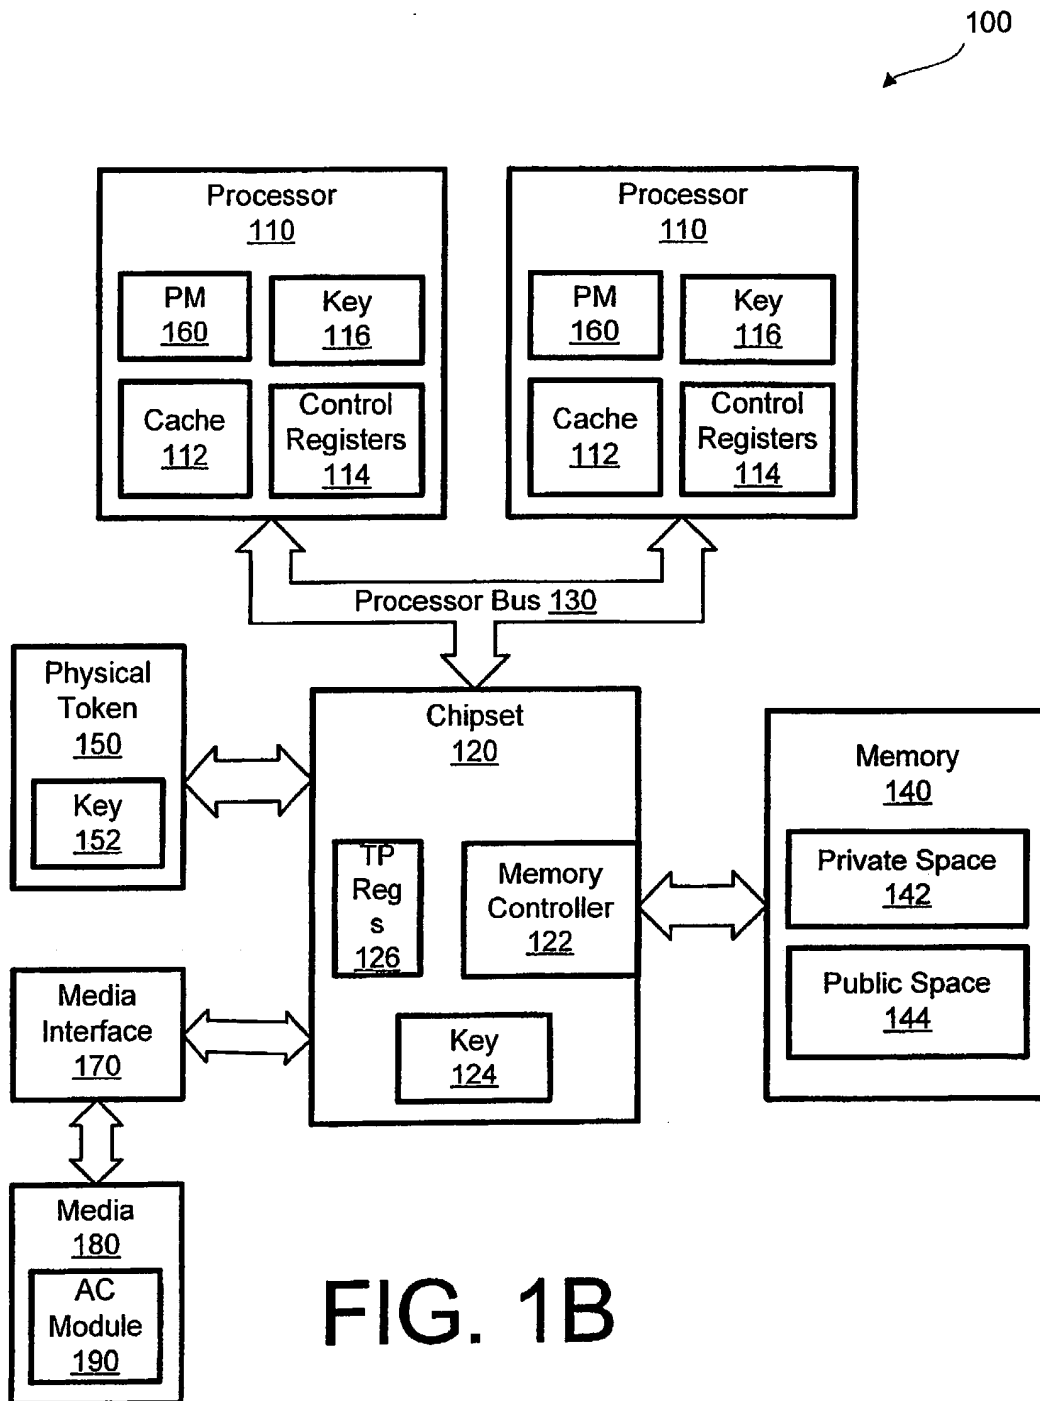 100
Processor
110
PM
160
Key
116
Cache
112
Control
Registers
114
Processor
110
PM
160
Key
116
Cache
112
Control
Registers
114
Processor Bus 130
Physical
Token
150
Key
152
Chipset
120
TP
Reg
s
126
Memory
Controller
122
Key
124
Memory
140
Private Space
142
Public Space
144
Media
Interface
170
Media
180
AC
Module
190
FIG. 1B